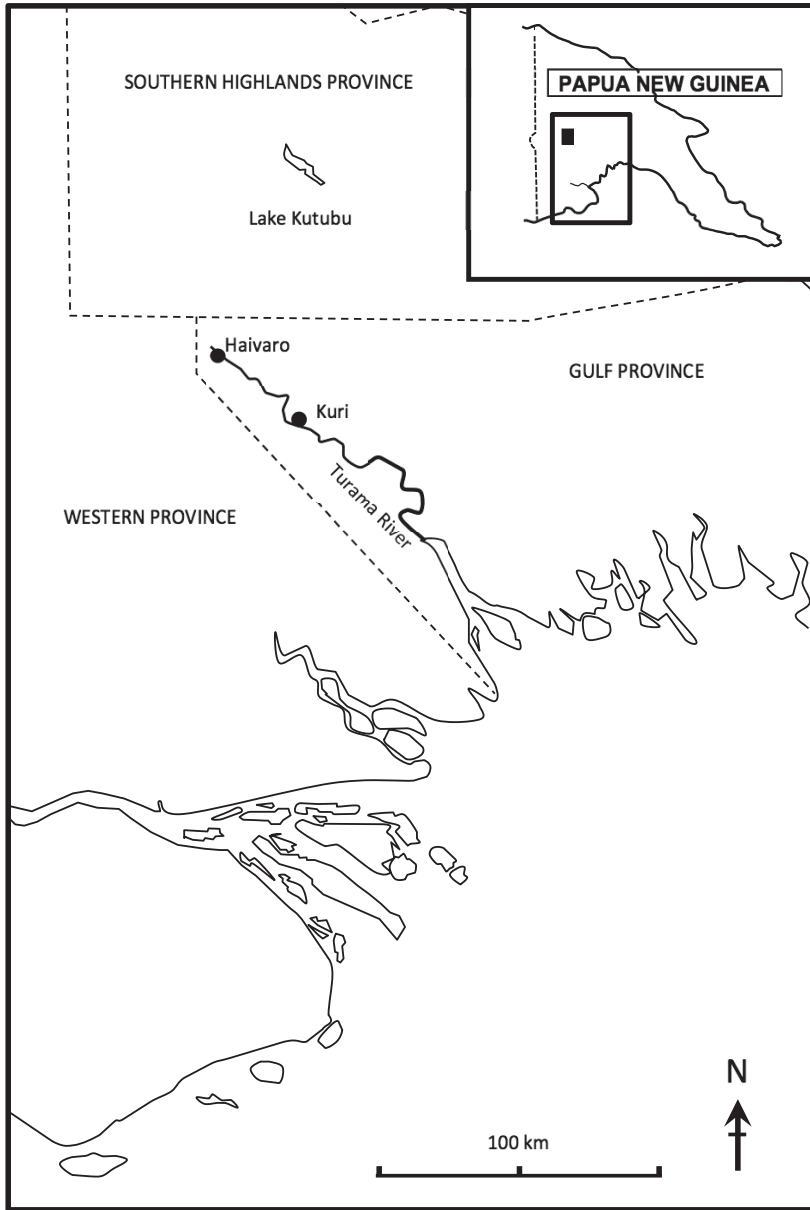 SOUTHERN HIGHLANDS PROVINCE
PAPUA NEW GUINEA
Lake Kutubu
Haivaro
GULF PROVINCE
Kuri
Turama River
WESTERN PROVINCE
N
100 km